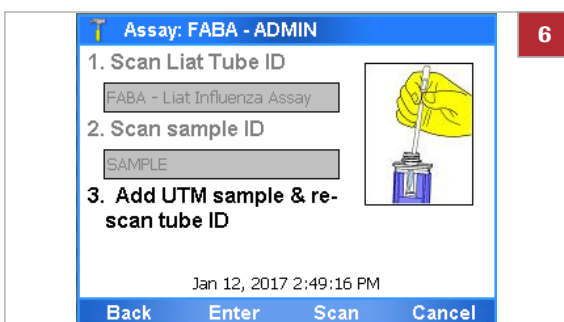 Assay: FABA - ADMIN
6
1. Scan Liat Tube ID
FABA - Liat Influenza Assay
2. Scan sample ID
SAMPLE
3. Add UTM sample & re-
scan tube ID
Jan 12, 2017 2:49:16 PM
Back Enter Scan Cancel